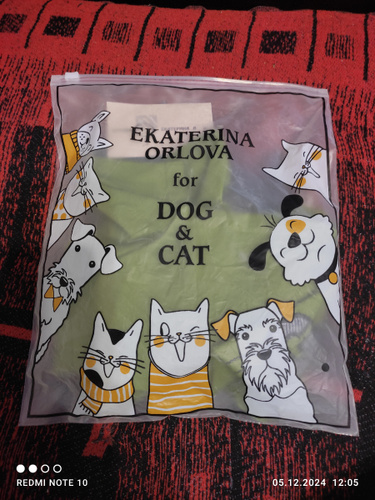 EKATERINA
ORLOVA
for
DOG
&
CAT
REDMI NOTE 10
05.12.2024 12:05